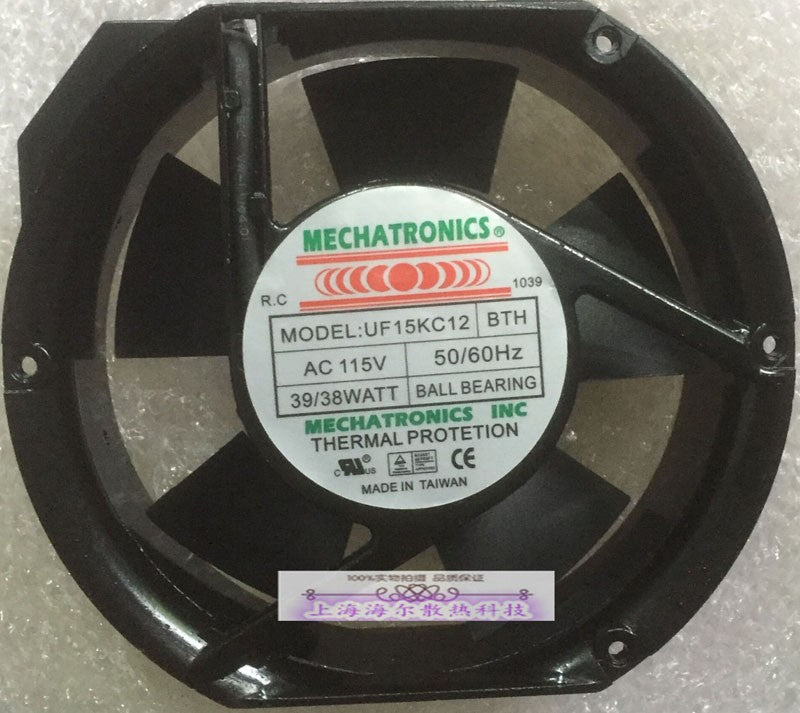 MECHATRONICS®
R.C
1039
MODEL:UF15KC12 BTH
AC 115V 50/60Hz
39/38WATT BALL BEARING
MECHATRONICS INC
THERMAL PROTETION
c RU® US CE
MADE IN TAIWAN
100%实物拍摄 品质保证
上海海尔散热科技